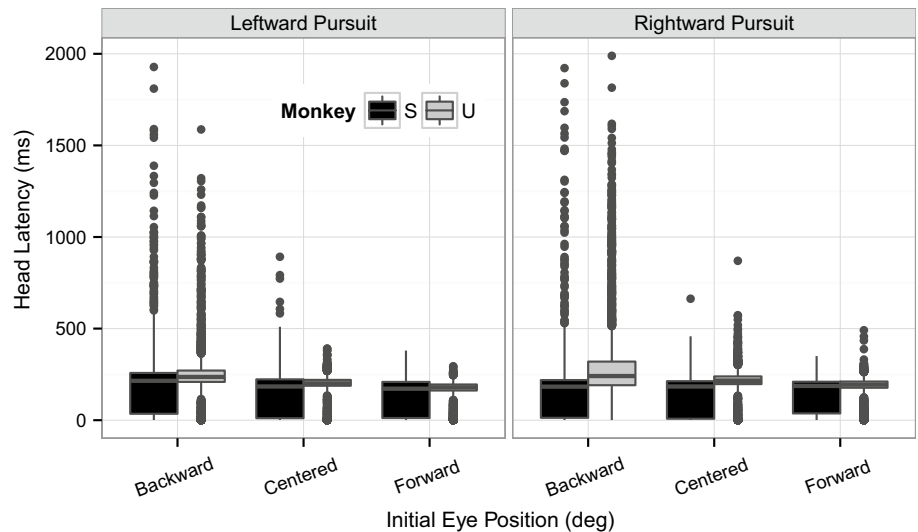 Leftward Pursuit
Rightward Pursuit
2000
1500
1000
500
0
Head Latency (ms)
Monkey S U
Backward
Centered
Forward
Backward
Centered
Forward
Initial Eye Position (deg)